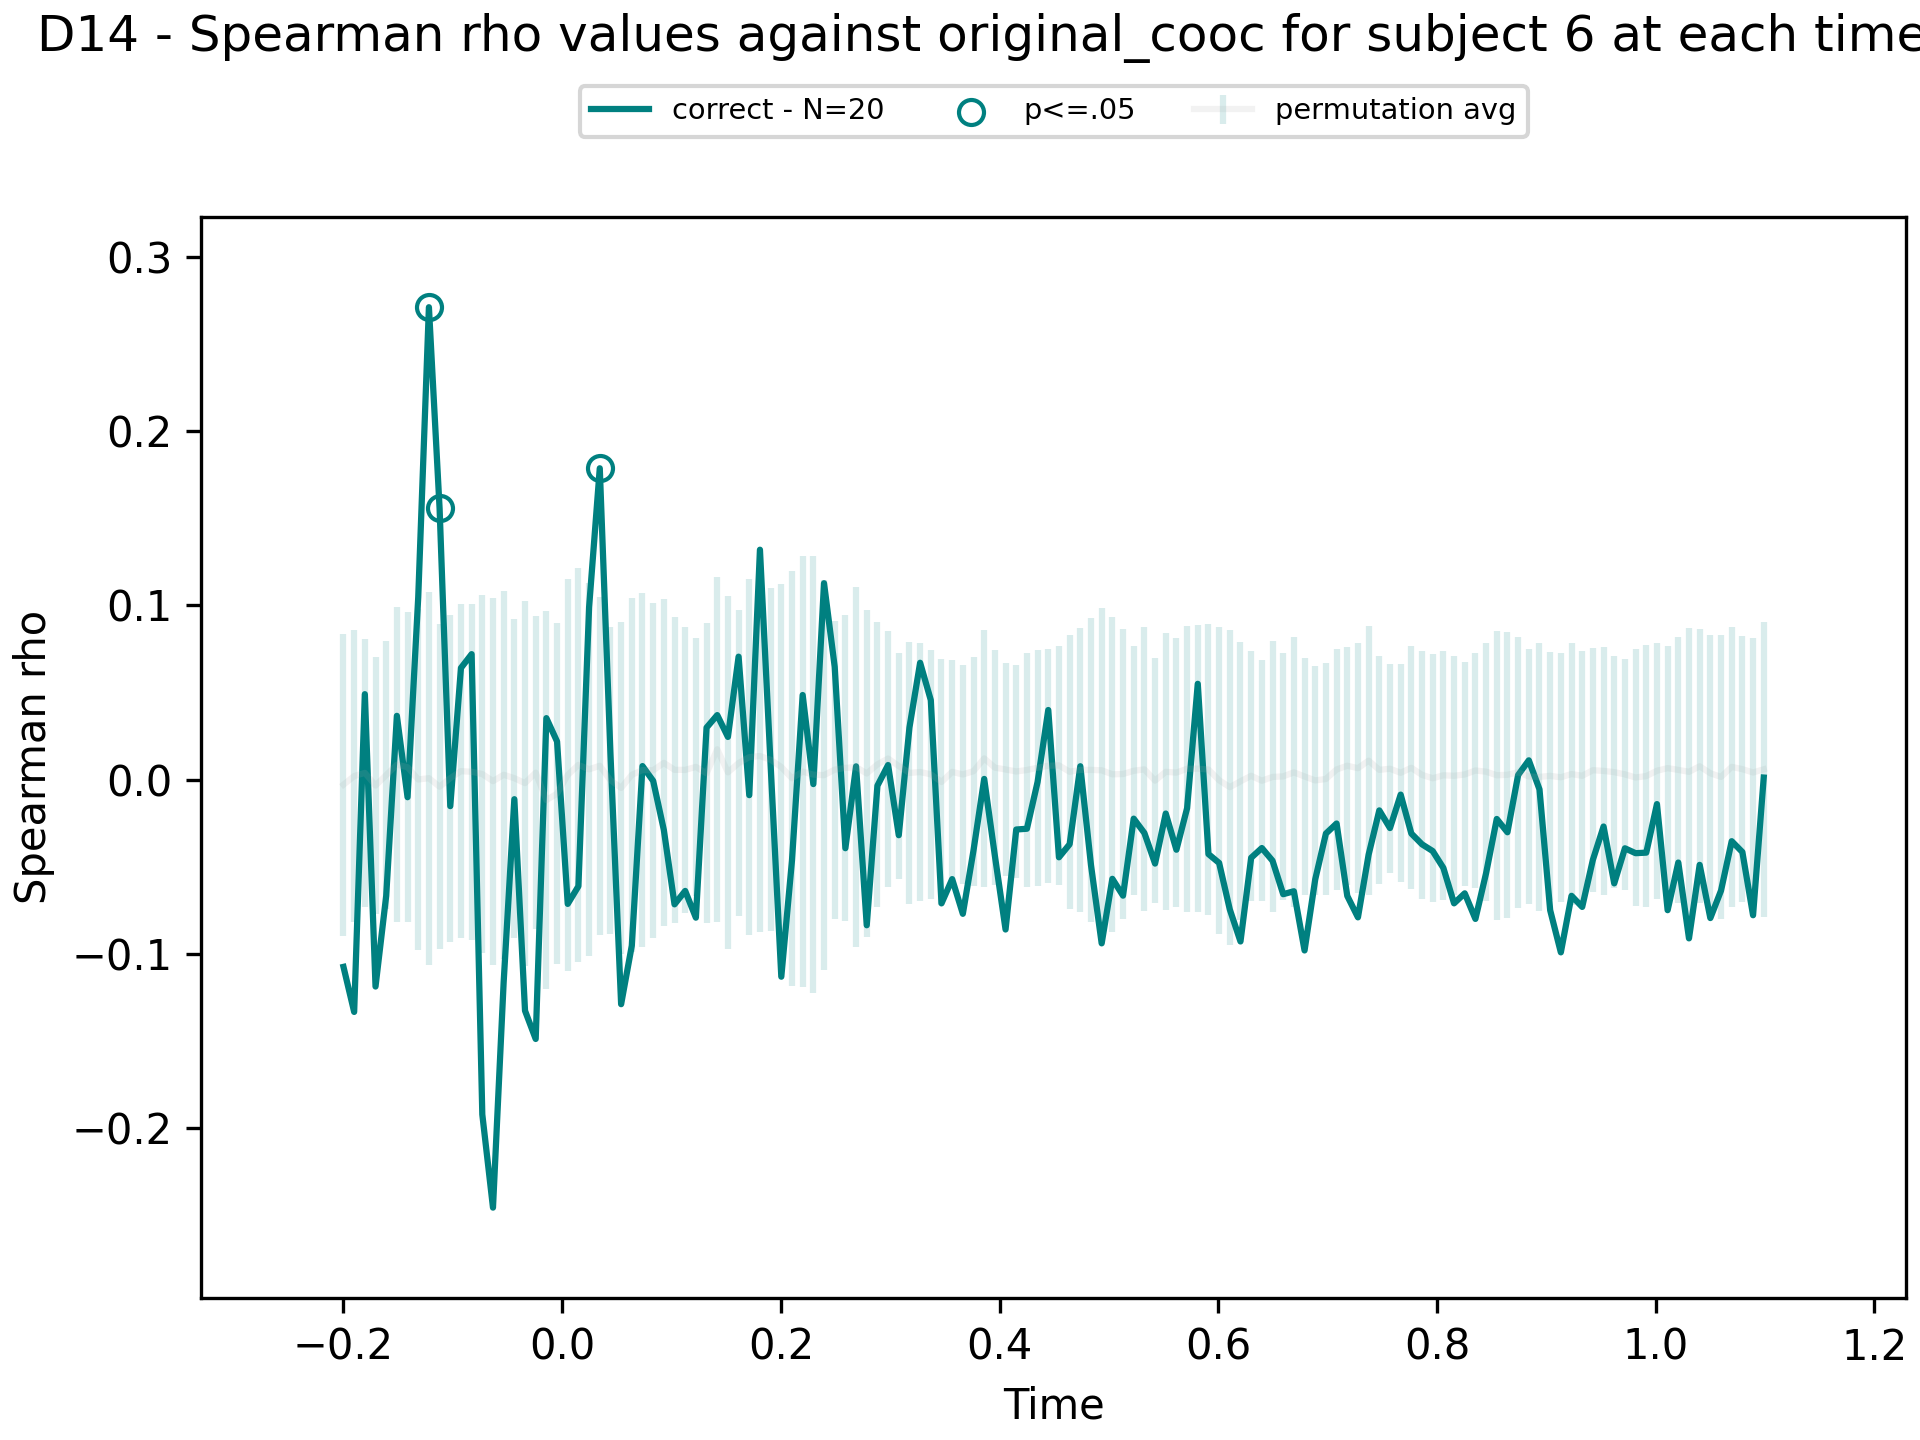 D14 - Spearman rho values against original_cooc for subject 6 at each time
correct - N=20 p<=.05 permutation avg
0.3
0.2
0.1
0.0
−0.1
−0.2
Spearman rho
−0.2 0.0 0.2 0.4 0.6 0.8 1.0 1.2
Time